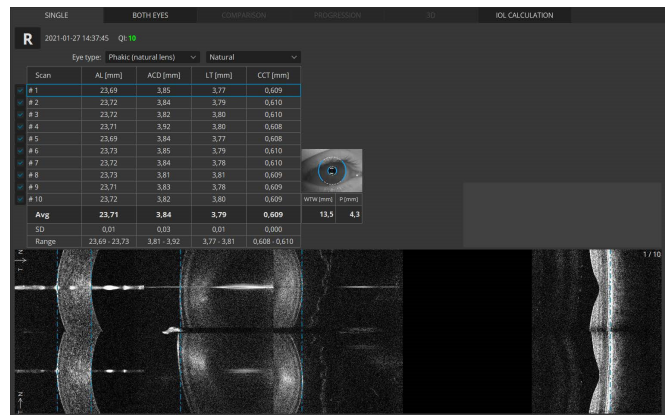 SINGLE BOTH EYES COMPARISON PROGRESSION 3D IOL CALCULATION
R 2021-01-27 14:37:45 QI: 10
Eye type: Phakic (natural lens) Natural
Scan AL [mm] ACD [mm] LT [mm] CCT [mm]
# 1 23,69 3,85 3,77 0,609
# 2 23,72 3,84 3,79 0,610
# 3 23,72 3,82 3,80 0,610
# 4 23,71 3,92 3,80 0,608
# 5 23,69 3,84 3,77 0,608
# 6 23,73 3,85 3,79 0,610
# 7 23,72 3,84 3,78 0,610
# 8 23,73 3,81 3,81 0,609
# 9 23,71 3,83 3,78 0,609
# 10 23,72 3,82 3,80 0,609
WTW [mm] P [mm]
Avg 23,71 3,84 3,79 0,609 13,5 4,3
SD 0,01 0,03 0,01 0,000
Range 23,69 - 23,73 3,81 - 3,92 3,77 - 3,81 0,608 - 0,610
N
T
1 / 10
N
T